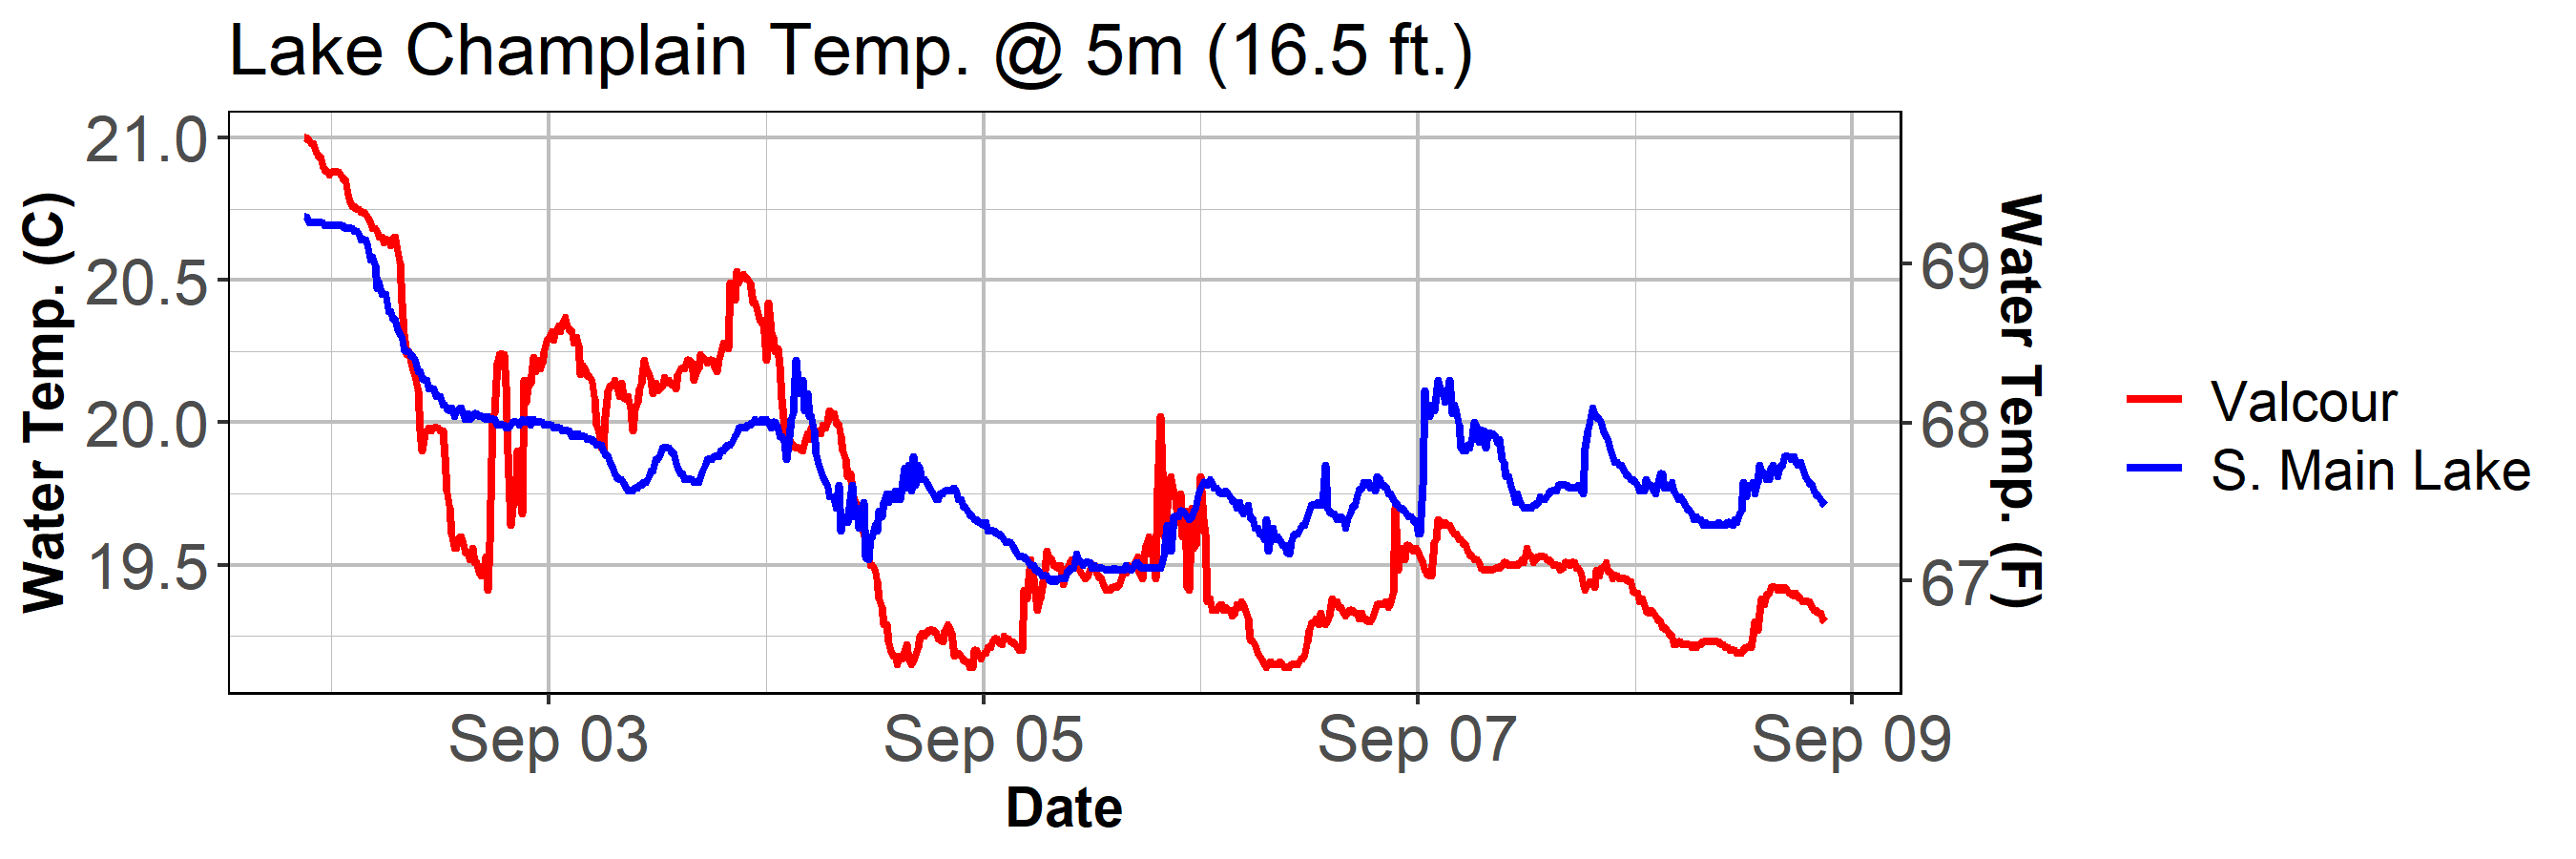 Lake Champlain Temp. @ 5m (16.5 ft.)
Water Temp. (C)
21.0
20.5
20.0
19.5
Water Temp. (F)
69
68
67
Sep 03
Sep 05
Sep 07
Sep 09
Date
Valcour
S. Main Lake